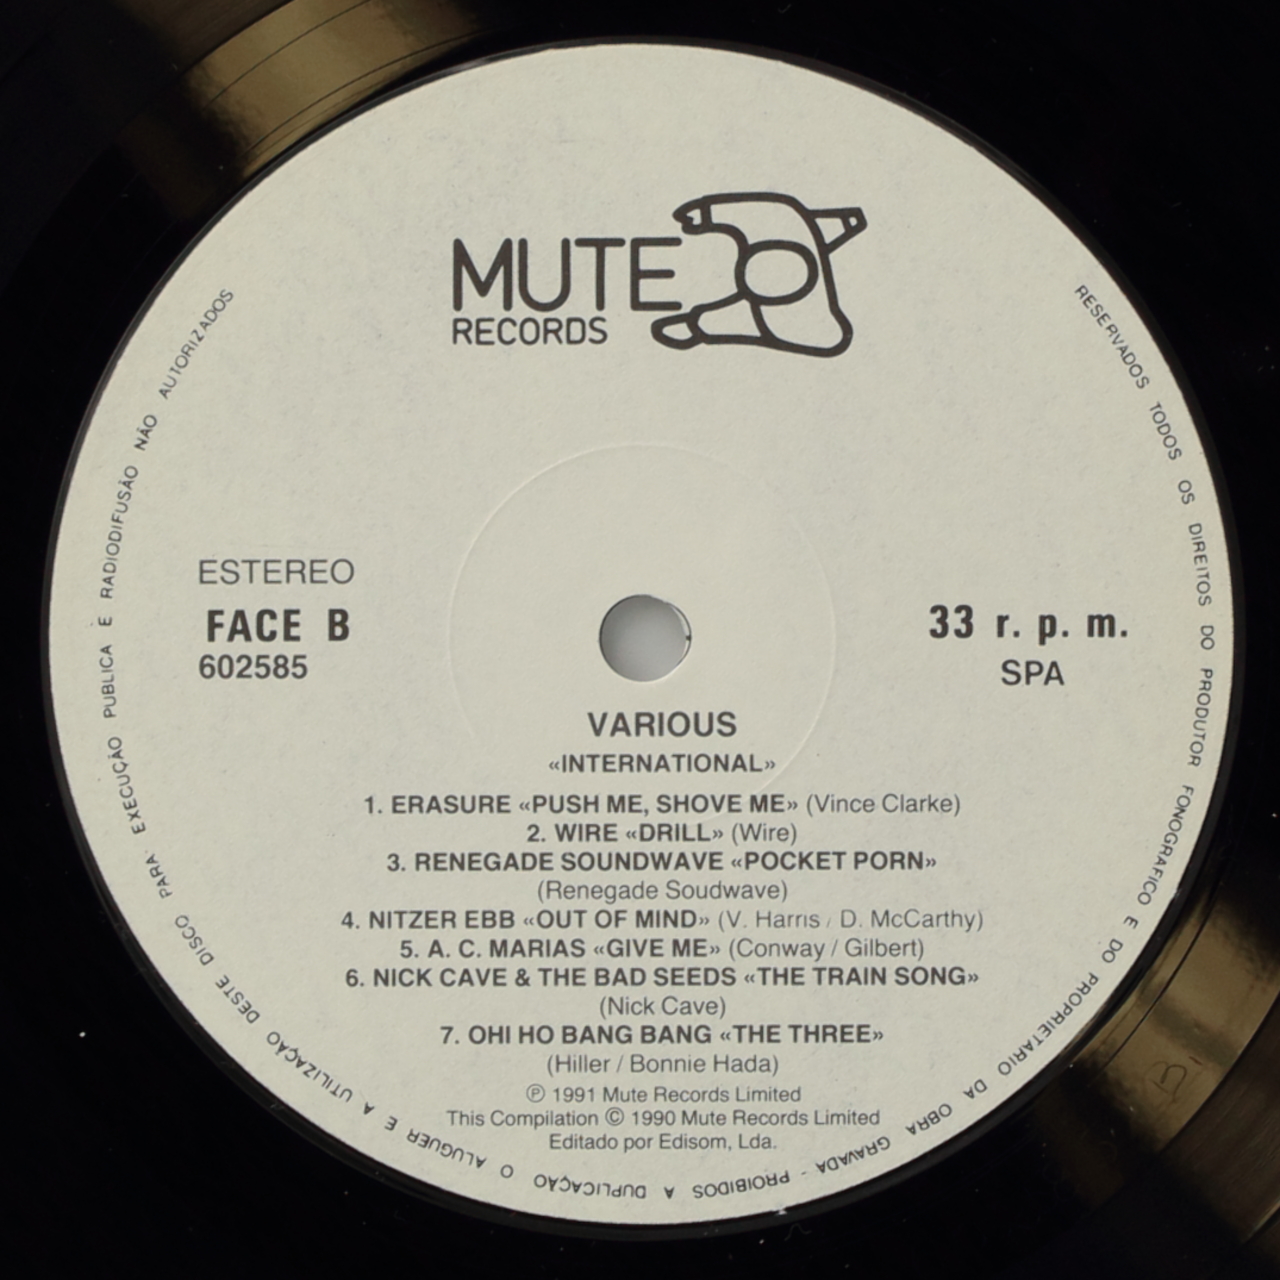 MUTE
RECORDS
ESTEREO
FACE B
602585
33 r. p. m.
SPA
VARIOUS
«INTERNATIONAL»
1. ERASURE «PUSH ME, SHOVE ME» (Vince Clarke)
2. WIRE «DRILL» (Wire)
3. RENEGADE SOUNDWAVE «POCKET PORN»
(Renegade Soudwave)
4. NITZER EBB «OUT OF MIND» (V. Harris / D. McCarthy)
5. A. C. MARIAS «GIVE ME» (Conway / Gilbert)
6. NICK CAVE & THE BAD SEEDS «THE TRAIN SONG»
(Nick Cave)
7. OHI HO BANG BANG «THE THREE»
(Hiller / Bonnie Hada)
℗ 1991 Mute Records Limited
This Compilation © 1990 Mute Records Limited
Editado por Edisom, Lda.
RESERVADOS TODOS OS DIREITOS DO PRODUTOR FONOGRAFICO E DO PROPRIETARIO DA OBRA GRAVADA - PROIBIDOS A DUPLICAÇAO O ALUGUER E A UTILIZAÇAO DESTE DISCO PARA EXECUÇÃO PUBLICA E RADIODIFUSÃO NÃO AUTORIZADOS